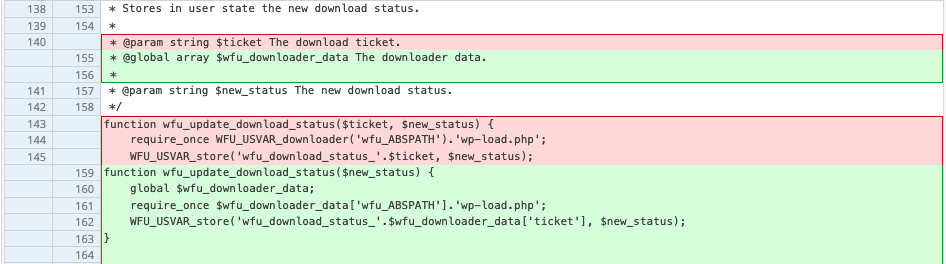 138 153 * Stores in user state the new download status.
139 154 *
140 * @param string $ticket The download ticket.
155 * @global array $wfu_downloader_data The downloader data.
156 *
141 157 * @param string $new_status The new download status.
142 158 */
143 function wfu_update_download_status($ticket, $new_status) {
144 require_once WFU_USVAR_downloader('wfu_ABSPATH').'wp-load.php';
145 WFU_USVAR_store('wfu_download_status_'.$ticket, $new_status);
159 function wfu_update_download_status($new_status) {
160 global $wfu_downloader_data;
161 require_once $wfu_downloader_data['wfu_ABSPATH'].'wp-load.php';
162 WFU_USVAR_store('wfu_download_status_'.$wfu_downloader_data['ticket'], $new_status);
163 }
164